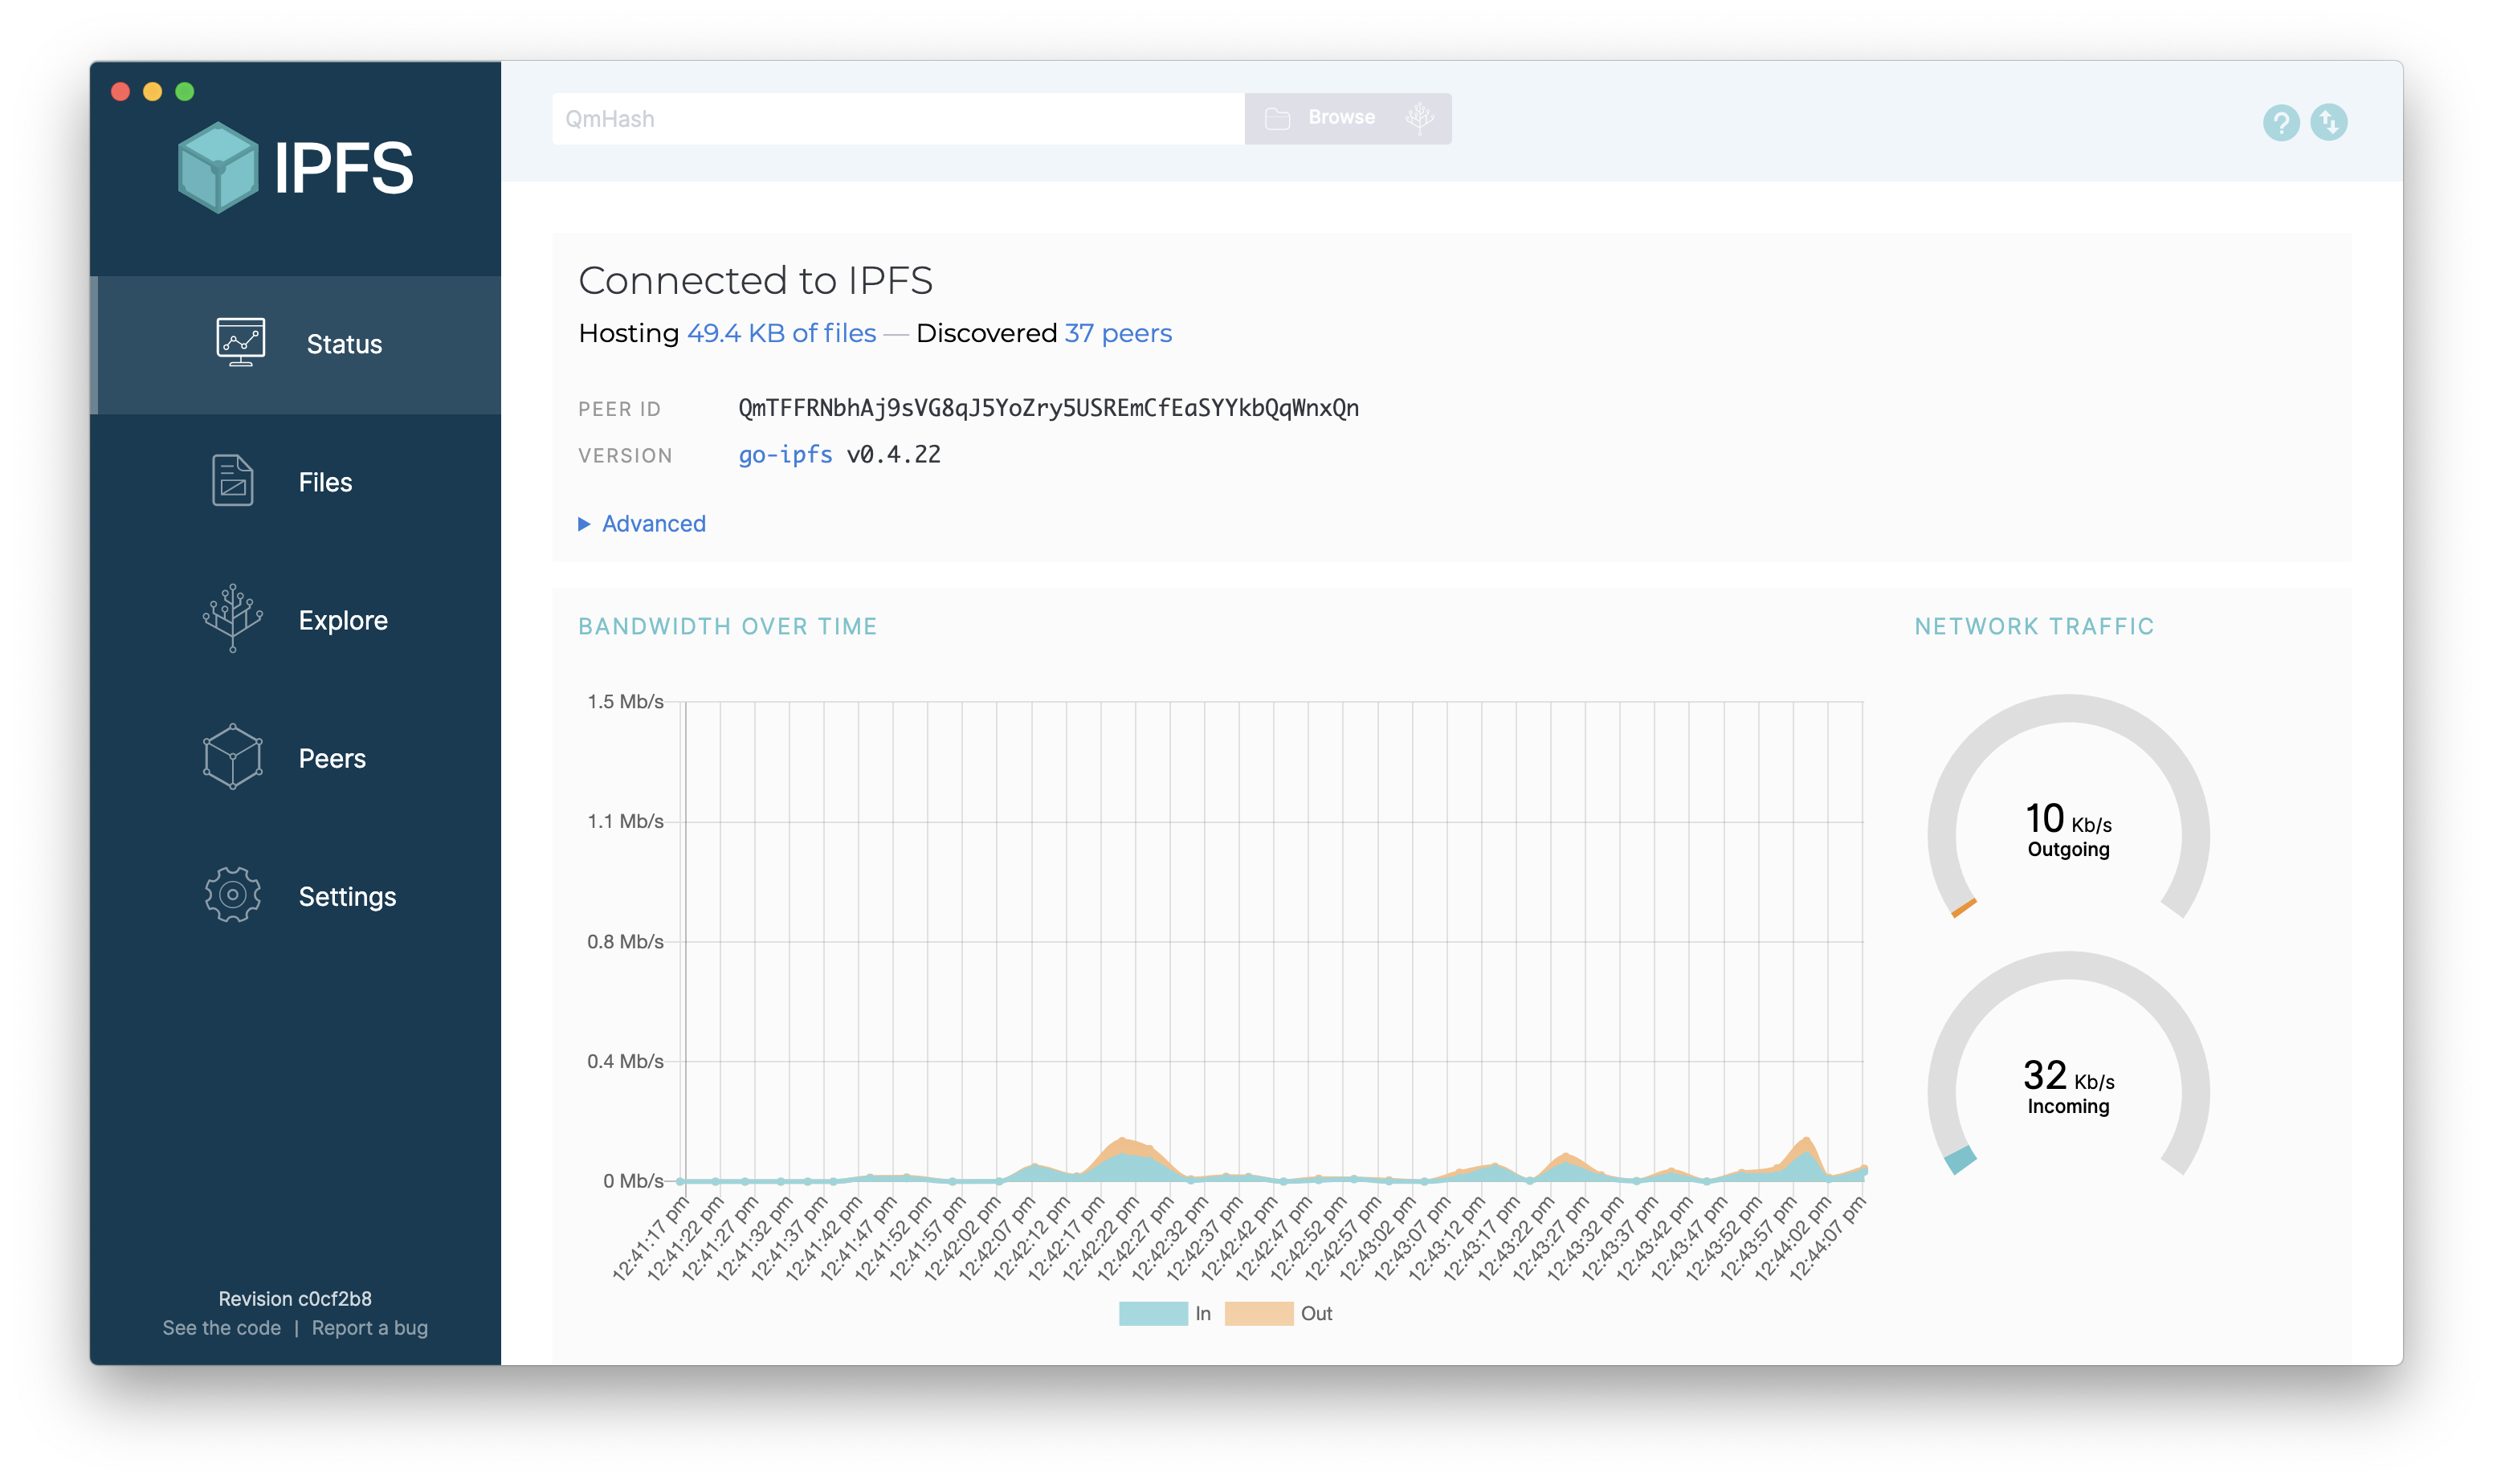 IPFS
Status
Files
Explore
Peers
Settings
Revision c0cf2b8
See the code | Report a bug
QmHash
Browse
?
Connected to IPFS
Hosting 49.4 KB of files — Discovered 37 peers
PEER ID QmTFFRNbhAj9sVG8qJ5YoZry5USREmCfEaSYYkbQqWnxQn
VERSION go-ipfs v0.4.22
Advanced
BANDWIDTH OVER TIME
1.5 Mb/s
1.1 Mb/s
0.8 Mb/s
0.4 Mb/s
0 Mb/s
12:41:17 pm
12:41:22 pm
12:41:27 pm
12:41:32 pm
12:41:37 pm
12:41:42 pm
12:41:47 pm
12:41:52 pm
12:41:57 pm
12:42:02 pm
12:42:07 pm
12:42:12 pm
12:42:17 pm
12:42:22 pm
12:42:27 pm
12:42:32 pm
12:42:37 pm
12:42:42 pm
12:42:47 pm
12:42:52 pm
12:42:57 pm
12:43:02 pm
12:43:07 pm
12:43:12 pm
12:43:17 pm
12:43:22 pm
12:43:27 pm
12:43:32 pm
12:43:37 pm
12:43:42 pm
12:43:47 pm
12:43:52 pm
12:43:57 pm
12:44:02 pm
12:44:07 pm
In Out
NETWORK TRAFFIC
10 Kb/s
Outgoing
32 Kb/s
Incoming